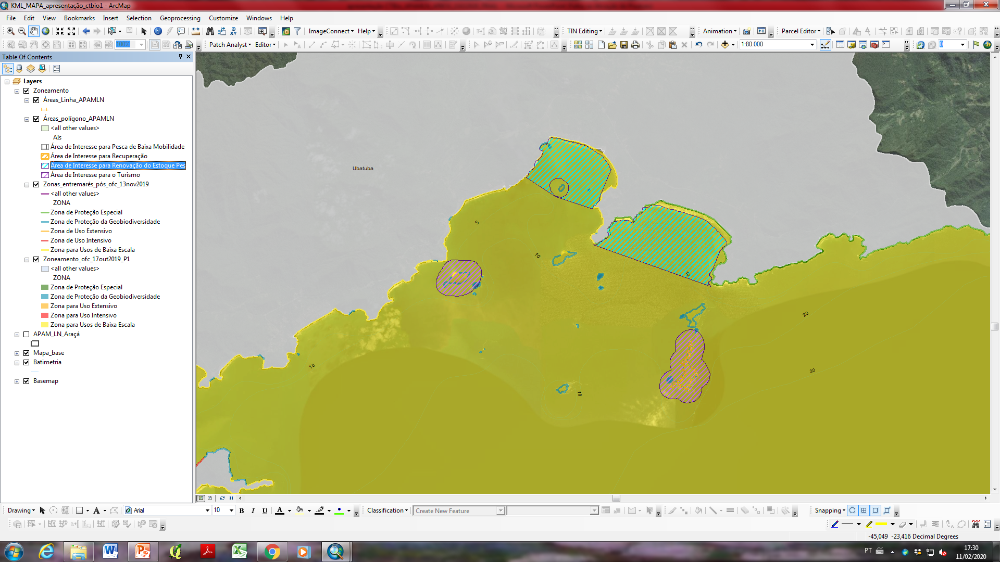 KML_MAPA_apresentação_ctbio1 - ArcMap
File Edit View Bookmarks Insert Selection Geoprocessing Customize Windows Help
ImageConnect Help TIN Editing Animation Parcel Editor
100% Patch Analyst Editor 1:80.000 0
Table Of Contents
Layers
Zoneamento
Áreas_Linha_APAMLN
Áreas_polígono_APAMLN
<all other values>
AIs
Área de Interesse para Pesca de Baixa Mobilidade
Área de Interesse para Recuperação
Área de Interesse para Renovação do Estoque Pes
Área de Interesse para o Turismo
Zonas_entremarés_pós_ofc_13nov2019
<all other values>
ZONA
Zona de Proteção Especial
Zona de Proteção da Geobiodiversidade
Zona de Uso Extensivo
Zona de Uso Intensivo
Zona para Usos de Baixa Escala
Zoneamento_ofc_17out2019_P1
<all other values>
ZONA
Zona de Proteção Especial
Zona de Proteção da Geobiodiversidade
Zona para Uso Extensivo
Zona para Uso Intensivo
Zona para Usos de Baixa Escala
APAM_LN_Araçá
Mapa_base
Batimetria
Basemap
Ubatuba
5
10
10
20
10
30
10
Drawing A Arial 10 B I U A Classification Create New Feature Snapping
-45,049 -23,416 Decimal Degrees
PT 17:30
11/02/2020